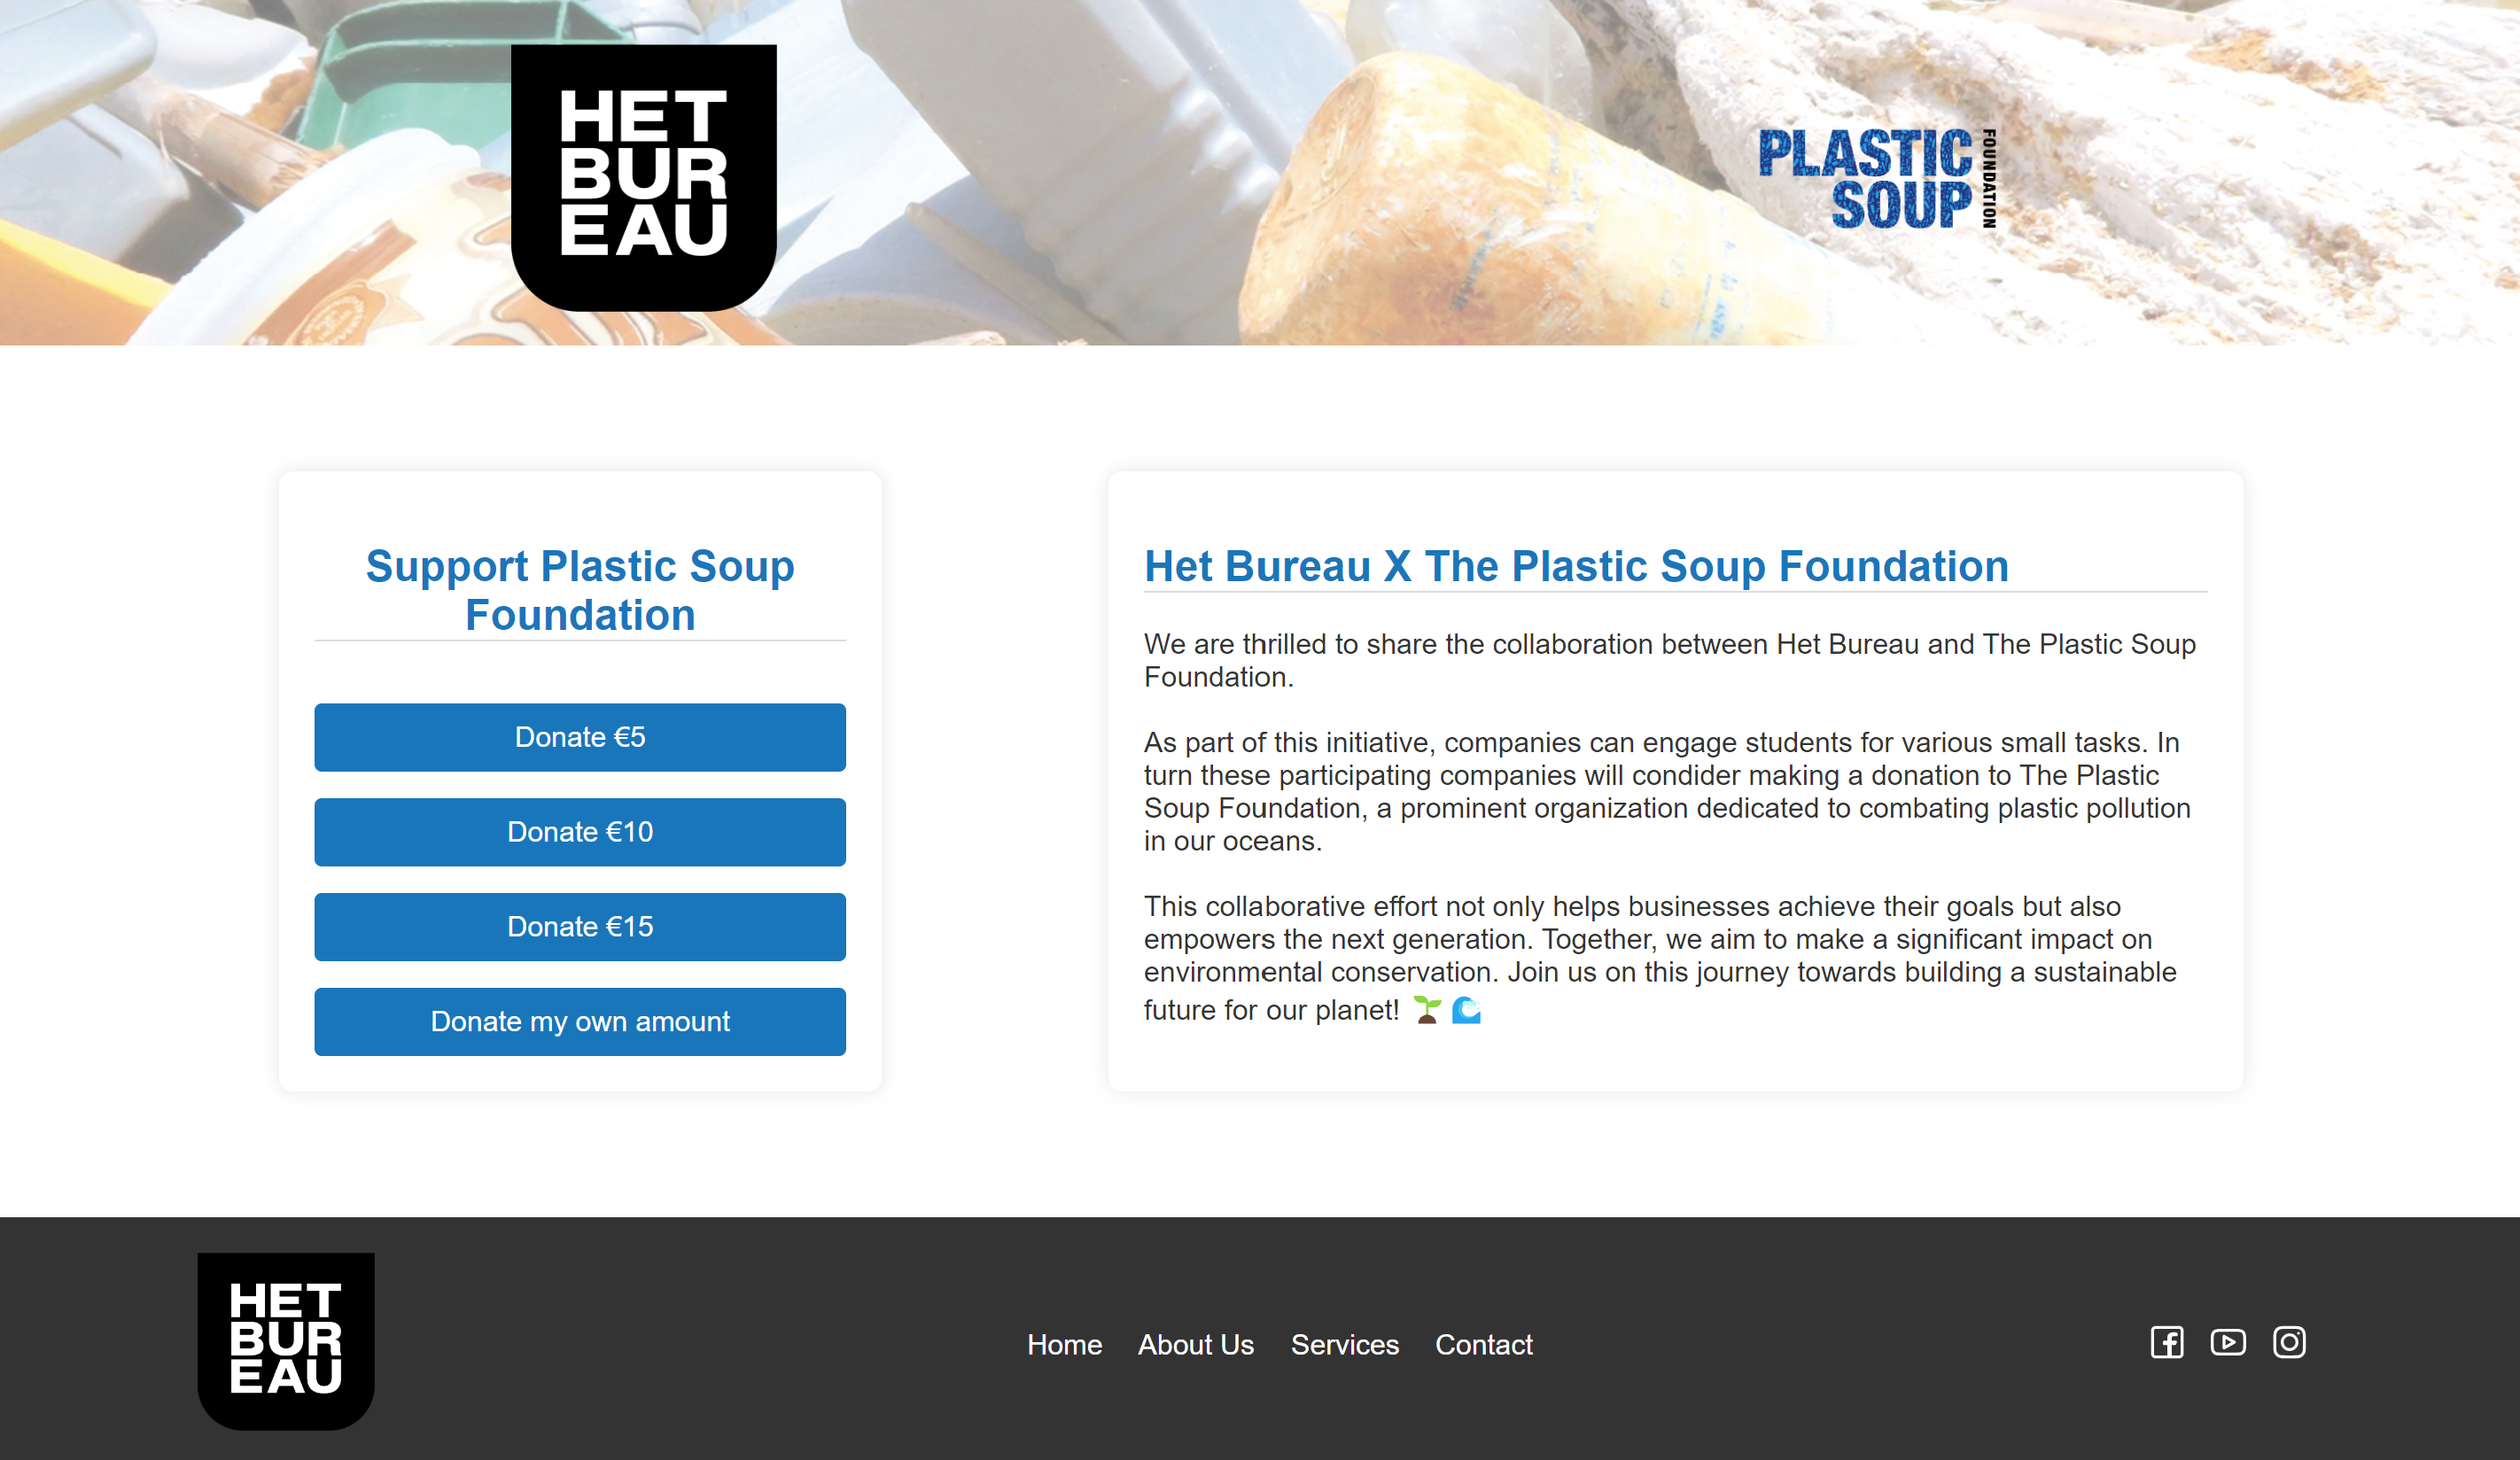 HET
BUR
EAU
PLASTIC
SOUP
FOUNDATION
Support Plastic Soup
Foundation
Donate €5
Donate €10
Donate €15
Donate my own amount
Het Bureau X The Plastic Soup Foundation
We are thrilled to share the collaboration between Het Bureau and The Plastic Soup
Foundation.
As part of this initiative, companies can engage students for various small tasks. In
turn these participating companies will condider making a donation to The Plastic
Soup Foundation, a prominent organization dedicated to combating plastic pollution
in our oceans.
This collaborative effort not only helps businesses achieve their goals but also
empowers the next generation. Together, we aim to make a significant impact on
environmental conservation. Join us on this journey towards building a sustainable
future for our planet! 🌱 🌊
HET
BUR
EAU
Home About Us Services Contact